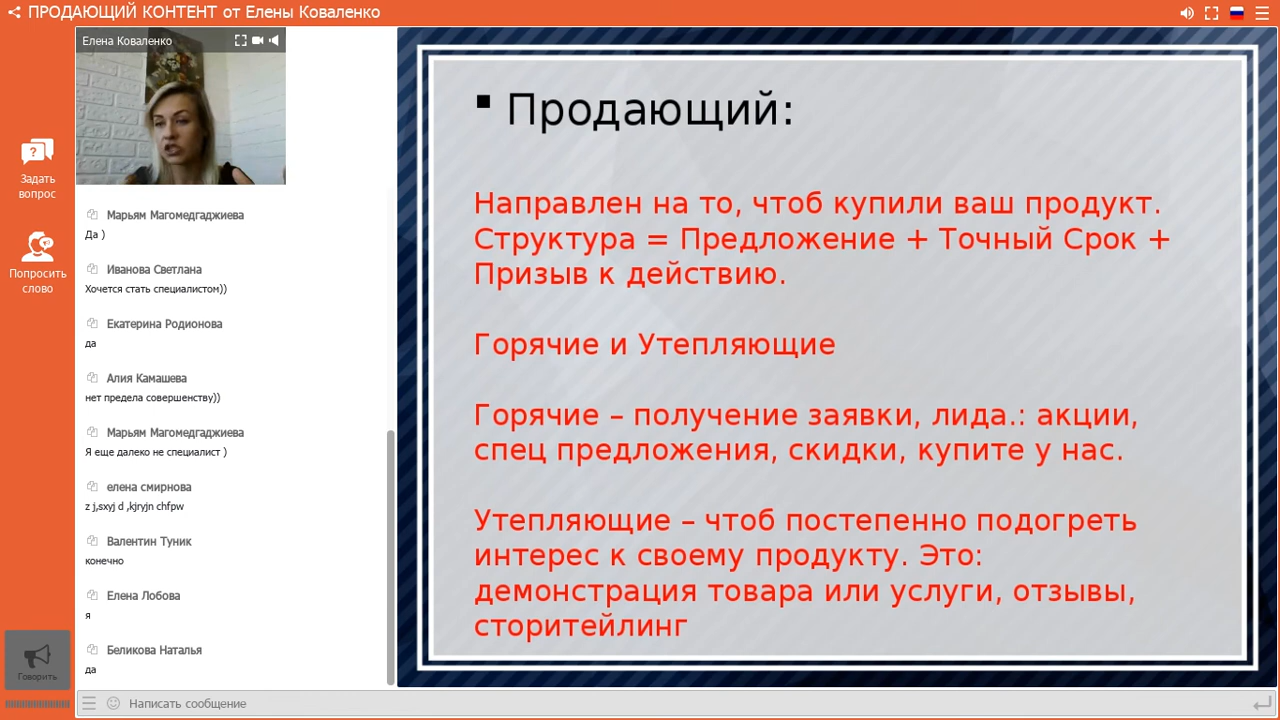 ПРОДАЮЩИЙ КОНТЕНТ от Елены Коваленко
Елена Коваленко
Задать
вопрос
Попросить
слово
Марьям Магомедгаджиева
Да )
Иванова Светлана
Хочется стать специалистом))
Екатерина Родионова
да
Алия Камашева
нет предела совершенству))
Марьям Магомедгаджиева
Я еще далеко не специалист )
елена смирнова
z j,sxyj d ,kjryjn chfpw
Валентин Туник
конечно
Елена Лобова
я
Беликова Наталья
да
Говорить
Написать сообщение
▪ Продающий:
Направлен на то, чтоб купили ваш продукт.
Структура = Предложение + Точный Срок +
Призыв к действию.
Горячие и Утепляющие
Горячие – получение заявки, лида.: акции,
спец предложения, скидки, купите у нас.
Утепляющие – чтоб постепенно подогреть
интерес к своему продукту. Это:
демонстрация товара или услуги, отзывы,
сторитейлинг